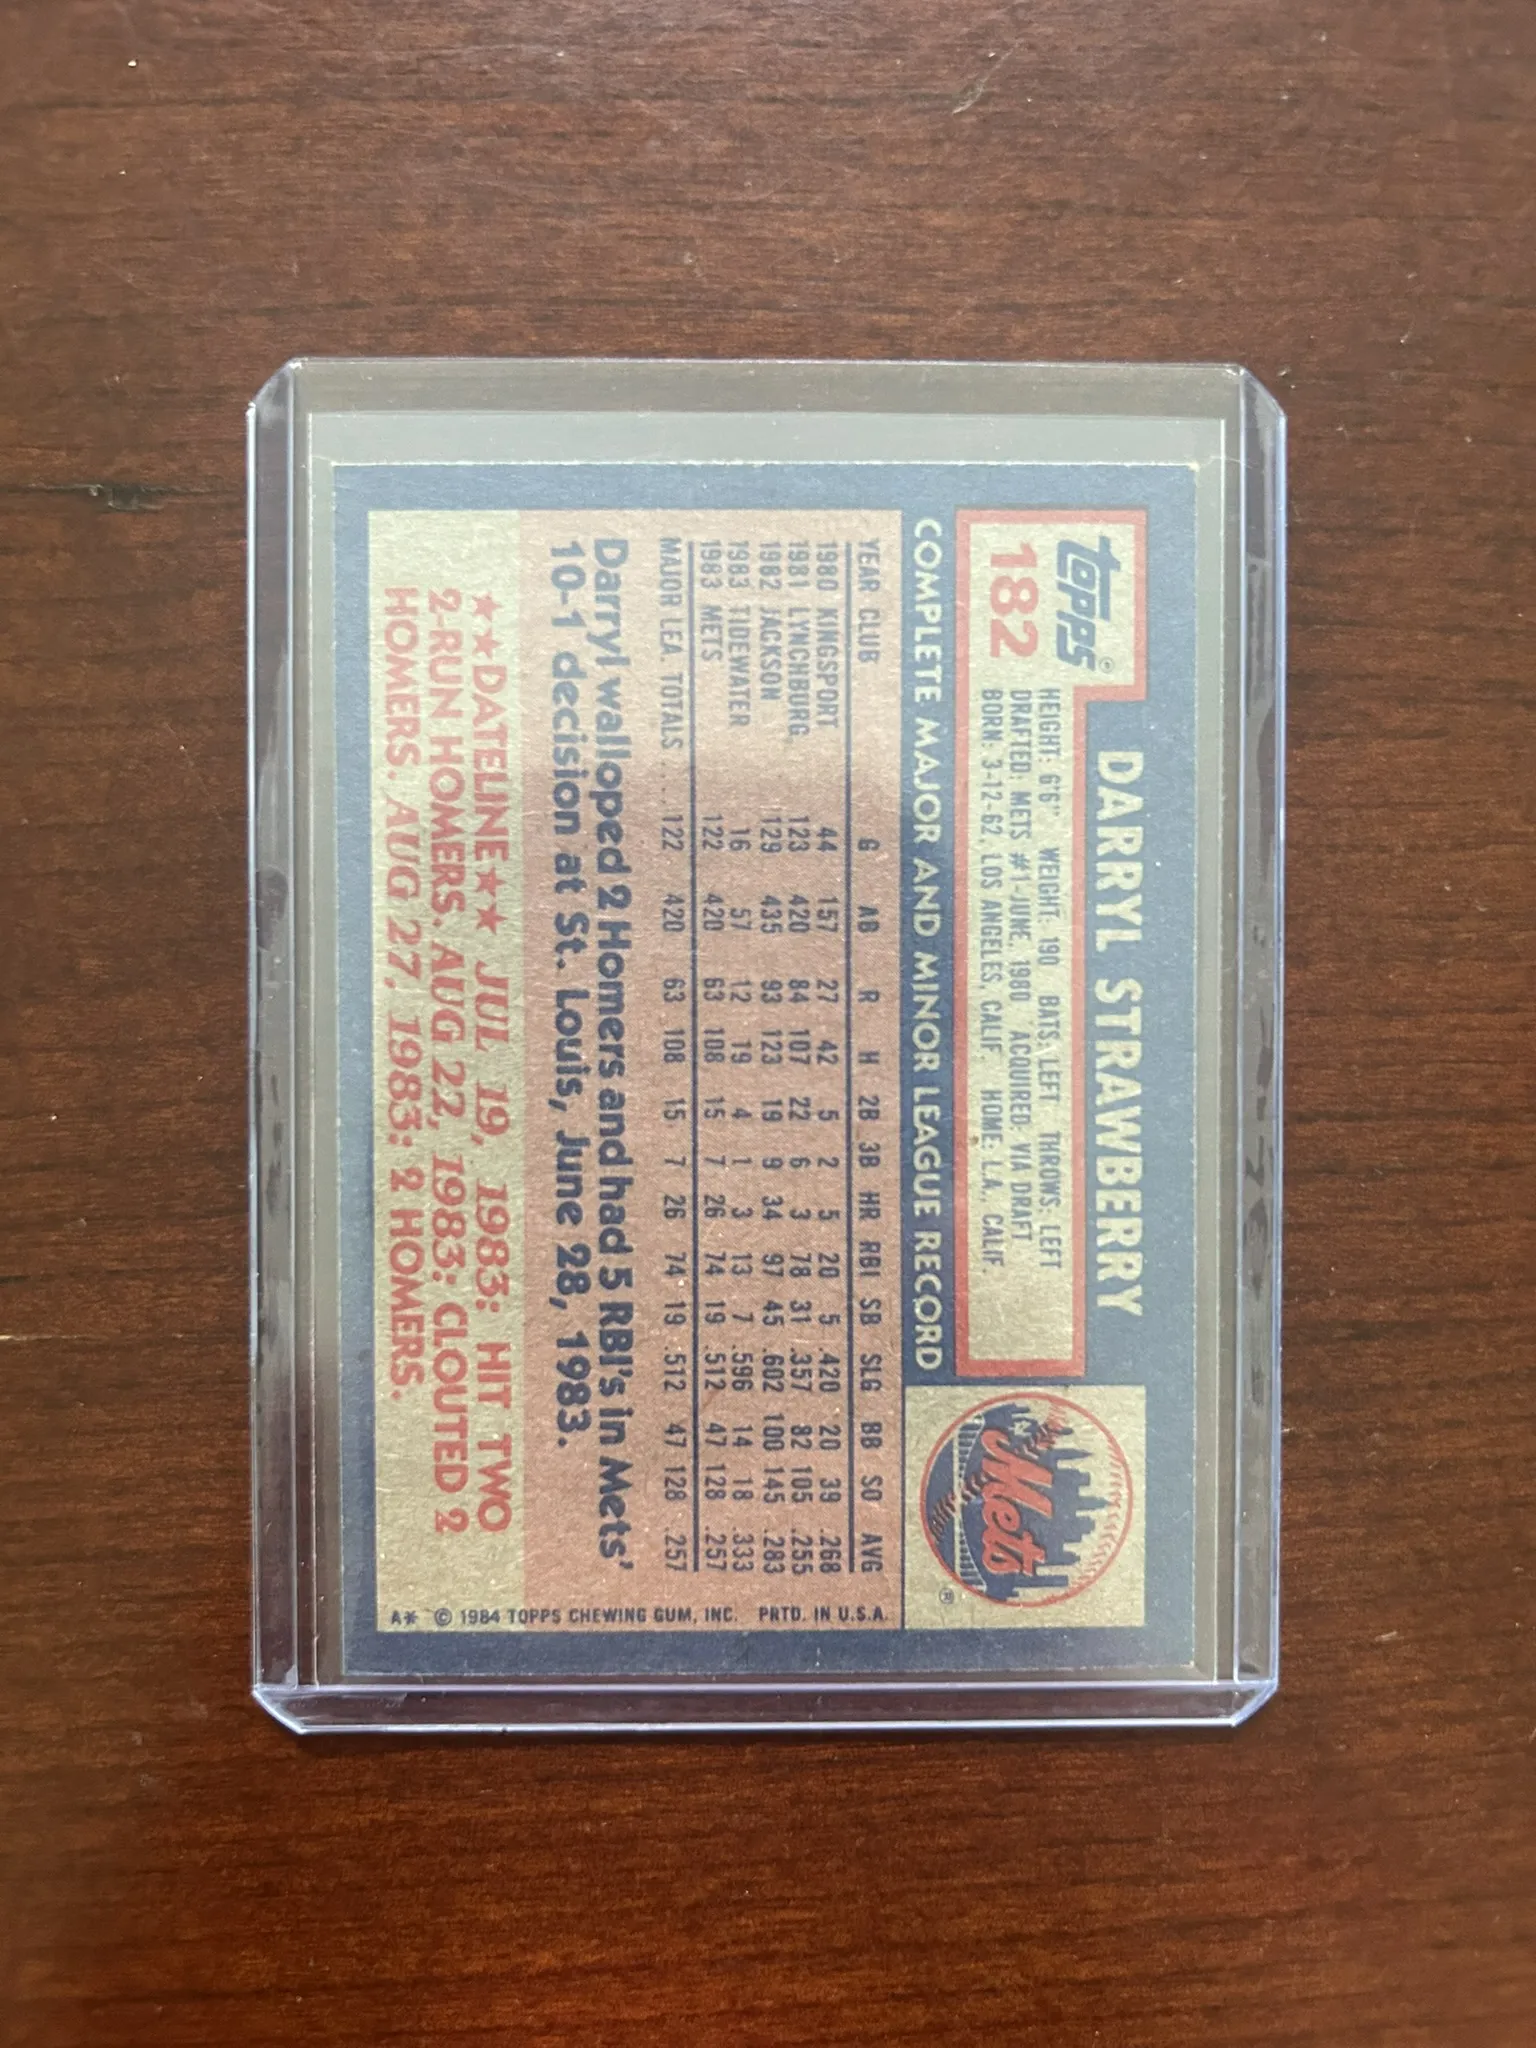 DARRYL STRAWBERRY
topps®
182
HEIGHT: 6'6" WEIGHT: 190 BATS: LEFT THROWS: LEFT
DRAFTED: METS #1-JUNE, 1980 ACQUIRED: VIA DRAFT
BORN: 3-12-62, LOS ANGELES, CALIF. HOME: L.A., CALIF.
Mets
®
COMPLETE MAJOR AND MINOR LEAGUE RECORD
YEAR CLUB G AB R H 2B 3B HR RBI SB SLG BB SO AVG
1980 KINGSPORT 44 157 27 42 5 2 5 20 5 .420 20 39 .268
1981 LYNCHBURG 123 420 84 107 22 6 3 78 31 .357 82 105 .255
1982 JACKSON 129 435 93 123 19 9 34 97 45 .602 100 145 .283
1983 TIDEWATER 16 57 12 19 4 1 3 13 7 .596 14 18 .333
1983 METS 122 420 63 108 15 7 26 74 19 .512 47 128 .257
MAJOR LEA. TOTALS ....122 420 63 108 15 7 26 74 19 .512 47 128 .257
Darryl walloped 2 Homers and had 5 RBI's in Mets'
10-1 decision at St. Louis, June 28, 1983.
★★DATELINE★★ JUL 19, 1983: HIT TWO
2-RUN HOMERS. AUG 22, 1983: CLOUTED 2
HOMERS. AUG 27, 1983: 2 HOMERS.
A* © 1984 TOPPS CHEWING GUM, INC. PRTD. IN U.S.A.